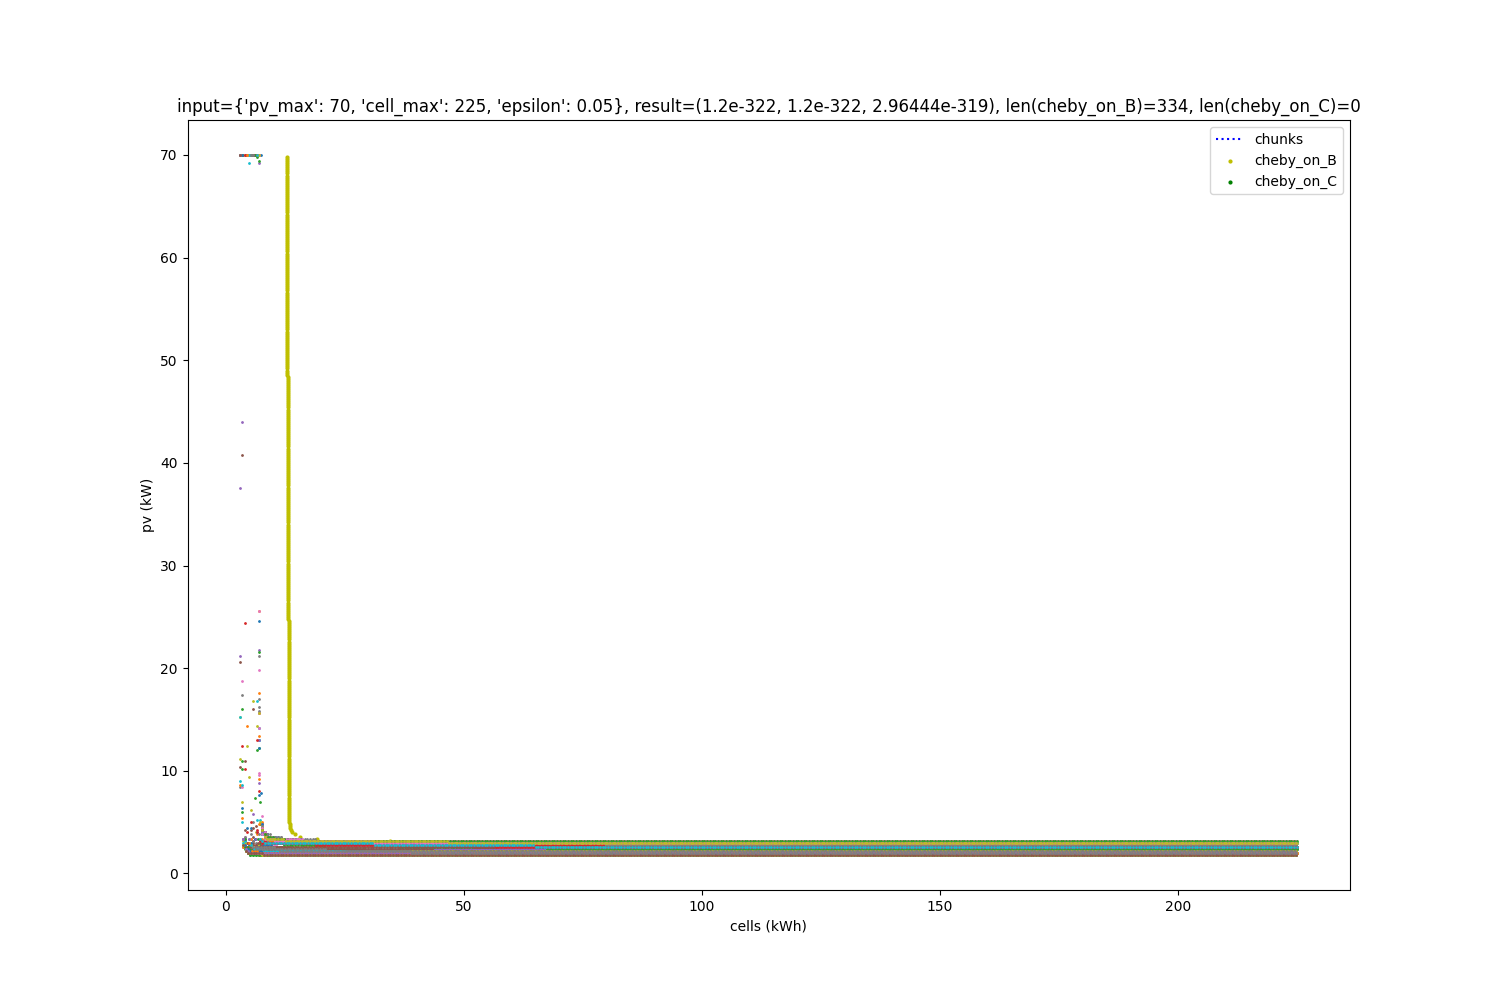 input={'pv_max': 70, 'cell_max': 225, 'epsilon': 0.05}, result=(1.2e-322, 1.2e-322, 2.96444e-319), len(cheby_on_B)=334, len(cheby_on_C)=0
chunks
cheby_on_B
cheby_on_C
70
60
50
40
30
20
10
0
pv (kW)
0 50 100 150 200
cells (kWh)